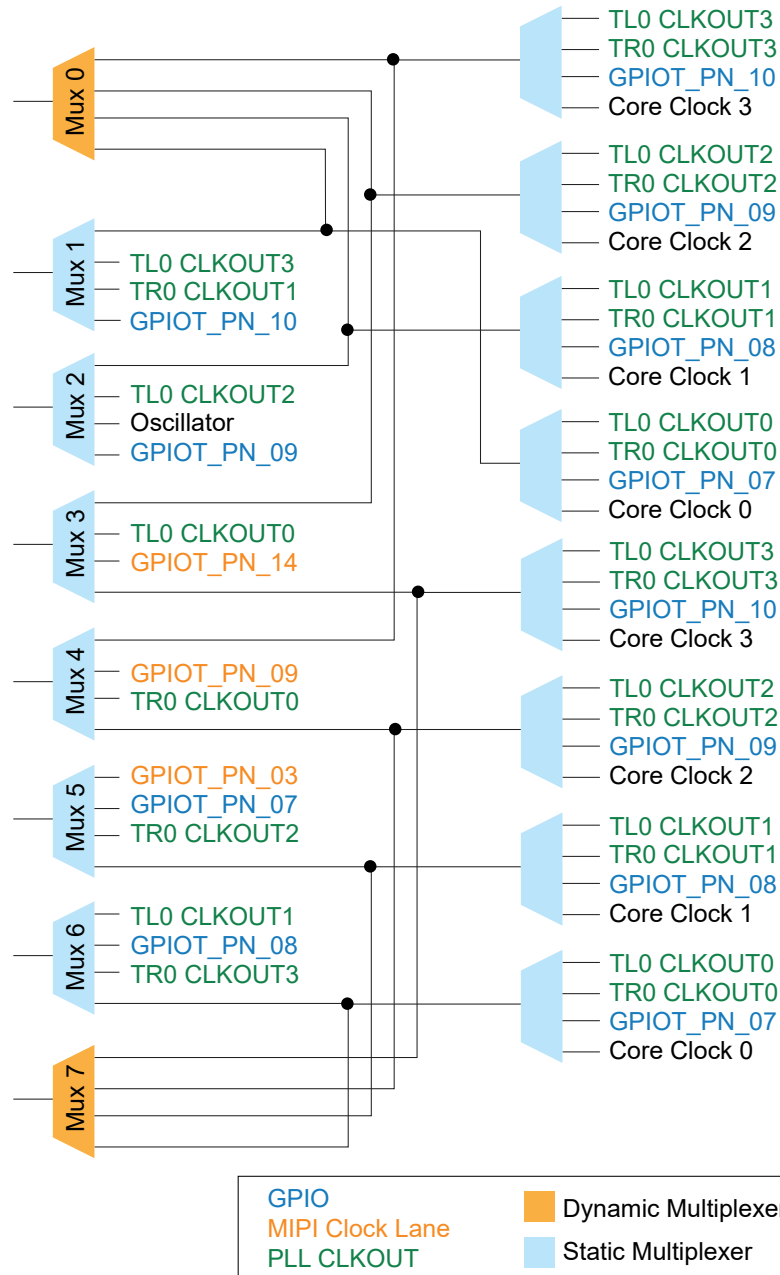 Mux 0
Mux 1
TL0 CLKOUT3
TR0 CLKOUT1
GPIOT_PN_10
Mux 2
TL0 CLKOUT2
Oscillator
GPIOT_PN_09
Mux 3
TL0 CLKOUT0
GPIOT_PN_14
Mux 4
GPIOT_PN_09
TR0 CLKOUT0
Mux 5
GPIOT_PN_03
GPIOT_PN_07
TR0 CLKOUT2
Mux 6
TL0 CLKOUT1
GPIOT_PN_08
TR0 CLKOUT3
Mux 7
TL0 CLKOUT3
TR0 CLKOUT3
GPIOT_PN_10
Core Clock 3
TL0 CLKOUT2
TR0 CLKOUT2
GPIOT_PN_09
Core Clock 2
TL0 CLKOUT1
TR0 CLKOUT1
GPIOT_PN_08
Core Clock 1
TL0 CLKOUT0
TR0 CLKOUT0
GPIOT_PN_07
Core Clock 0
TL0 CLKOUT3
TR0 CLKOUT3
GPIOT_PN_10
Core Clock 3
TL0 CLKOUT2
TR0 CLKOUT2
GPIOT_PN_09
Core Clock 2
TL0 CLKOUT1
TR0 CLKOUT1
GPIOT_PN_08
Core Clock 1
TL0 CLKOUT0
TR0 CLKOUT0
GPIOT_PN_07
Core Clock 0
GPIO
MIPI Clock Lane
PLL CLKOUT
Dynamic Multiplexer
Static Multiplexer